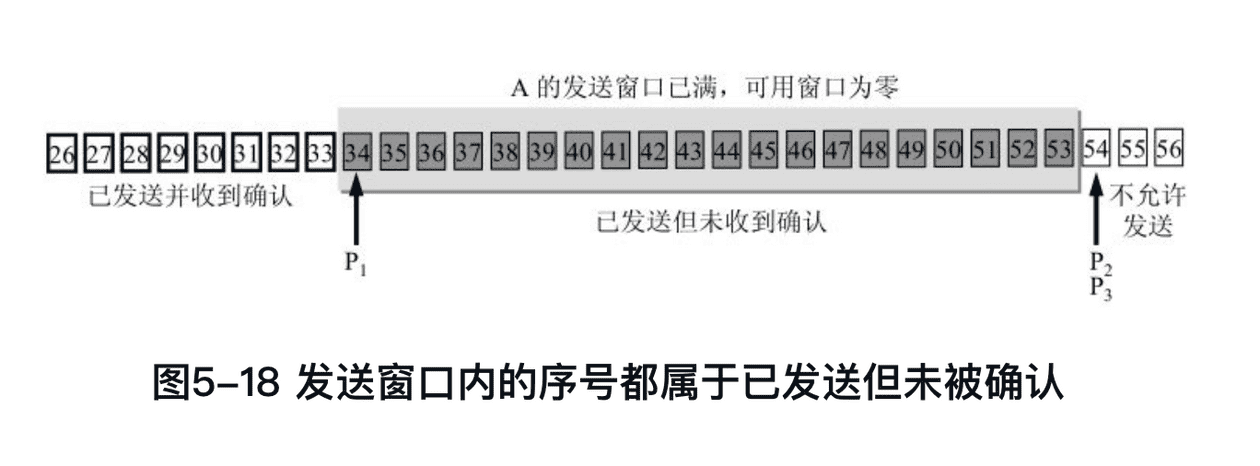 A 的发送窗口已满，可用窗口为零
26 27 28 29 30 31 32 33 34 35 36 37 38 39 40 41 42 43 44 45 46 47 48 49 50 51 52 53 54 55 56
已发送并收到确认
已发送但未收到确认
不允许
发送
P1
P2
P3
图5–18 发送窗口内的序号都属于已发送但未被确认